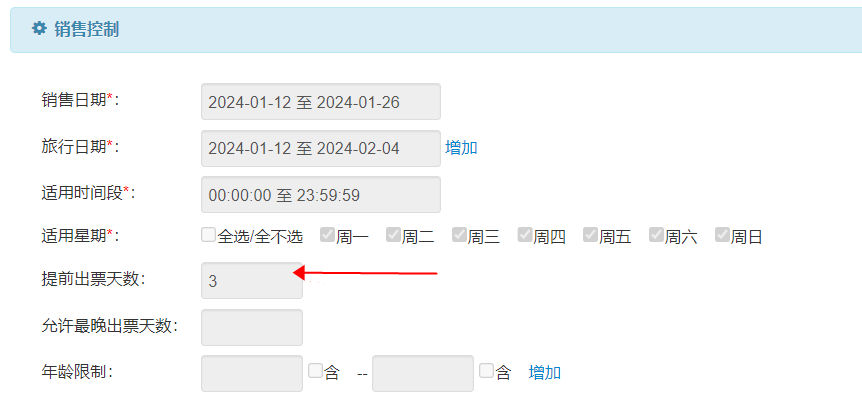 销售控制
销售日期*: 2024-01-12 至 2024-01-26
旅行日期*: 2024-01-12 至 2024-02-04 增加
适用时间段*: 00:00:00 至 23:59:59
适用星期*: 全选/全不选 周一 周二 周三 周四 周五 周六 周日
提前出票天数: 3
允许最晚出票天数:
年龄限制: 含 -- 含 增加